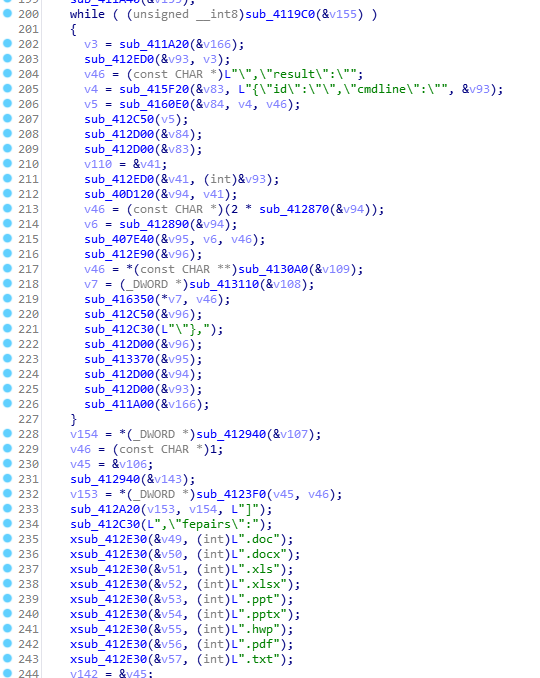 200 while ( (unsigned __int8)sub_4119C0(&v155) )
201 {
202 v3 = sub_411A20(&v166);
203 sub_412ED0(&v93, v3);
204 v46 = (const CHAR *)L"\",\"result\":\"";
205 v4 = sub_415F20(&v83, L"{\"id\":\"\",\"cmdline\":\"", &v93);
206 v5 = sub_4160E0(&v84, v4, v46);
207 sub_412C50(v5);
208 sub_412D00(&v84);
209 sub_412D00(&v83);
210 v110 = &v41;
211 sub_412ED0(&v41, (int)&v93);
212 sub_40D120(&v94, v41);
213 v46 = (const CHAR *)(2 * sub_412870(&v94));
214 v6 = sub_412890(&v94);
215 sub_407E40(&v95, v6, v46);
216 sub_412E90(&v96);
217 v46 = *(const CHAR **)sub_4130A0(&v109);
218 v7 = (_DWORD *)sub_413110(&v108);
219 sub_416350(*v7, v46);
220 sub_412C50(&v96);
221 sub_412C30(L"\"},");
222 sub_412D00(&v96);
223 sub_413370(&v95);
224 sub_412D00(&v94);
225 sub_412D00(&v93);
226 sub_411A00(&v166);
227 }
228 v154 = *(_DWORD *)sub_412940(&v107);
229 v46 = (const CHAR *)1;
230 v45 = &v106;
231 sub_412940(&v143);
232 v153 = *(_DWORD *)sub_4123F0(v45, v46);
233 sub_412A20(v153, v154, L"]");
234 sub_412C30(L",\"fepairs\":");
235 xsub_412E30(&v49, (int)L".doc");
236 xsub_412E30(&v50, (int)L".docx");
237 xsub_412E30(&v51, (int)L".xls");
238 xsub_412E30(&v52, (int)L".xlsx");
239 xsub_412E30(&v53, (int)L".ppt");
240 xsub_412E30(&v54, (int)L".pptx");
241 xsub_412E30(&v55, (int)L".hwp");
242 xsub_412E30(&v56, (int)L".pdf");
243 xsub_412E30(&v57, (int)L".txt");
244 v142 = &v45;